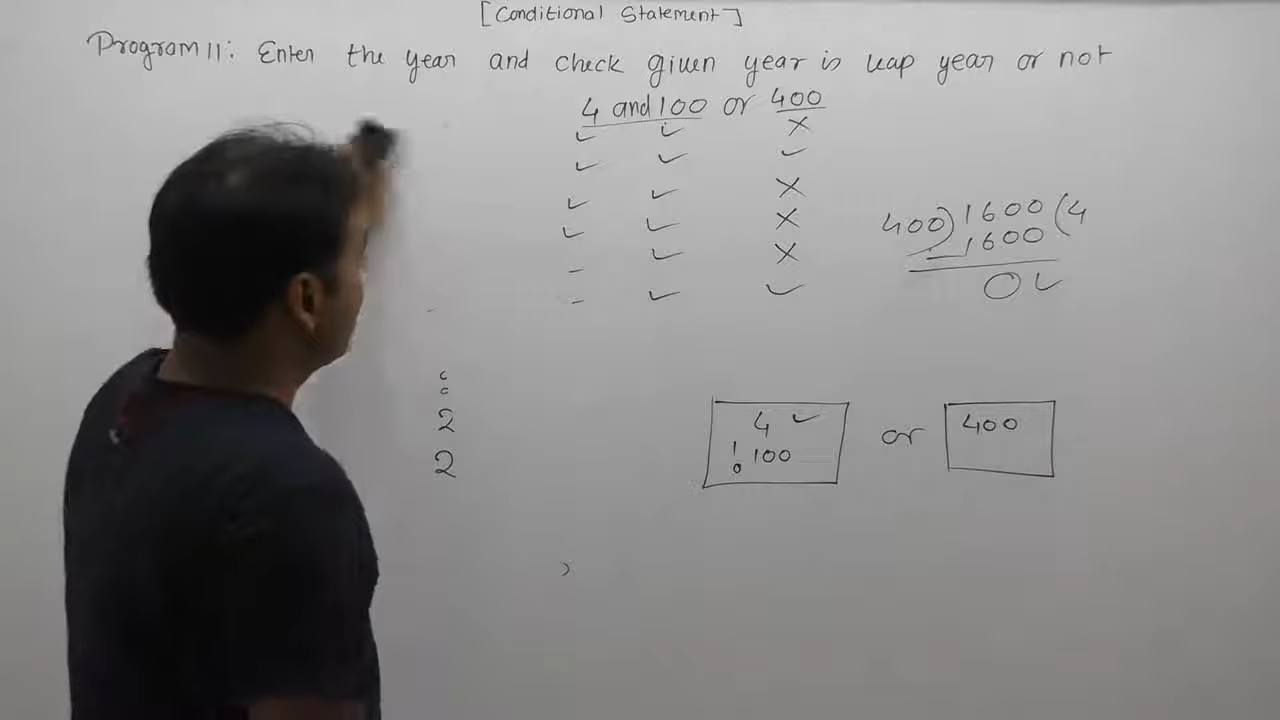 [Conditional Statement]
Program 11: Enter the year and check given year is leap year or not
4 and 100 or 400
✓ ✓ ×
✓ ✓ ✓
✓ ✓ ×
✓ ✓ ×
- ✓ ×
- ✓ ✓
400) 1600 (4
1600
0 ✓
2
2
4 ✓
! 100
or
400